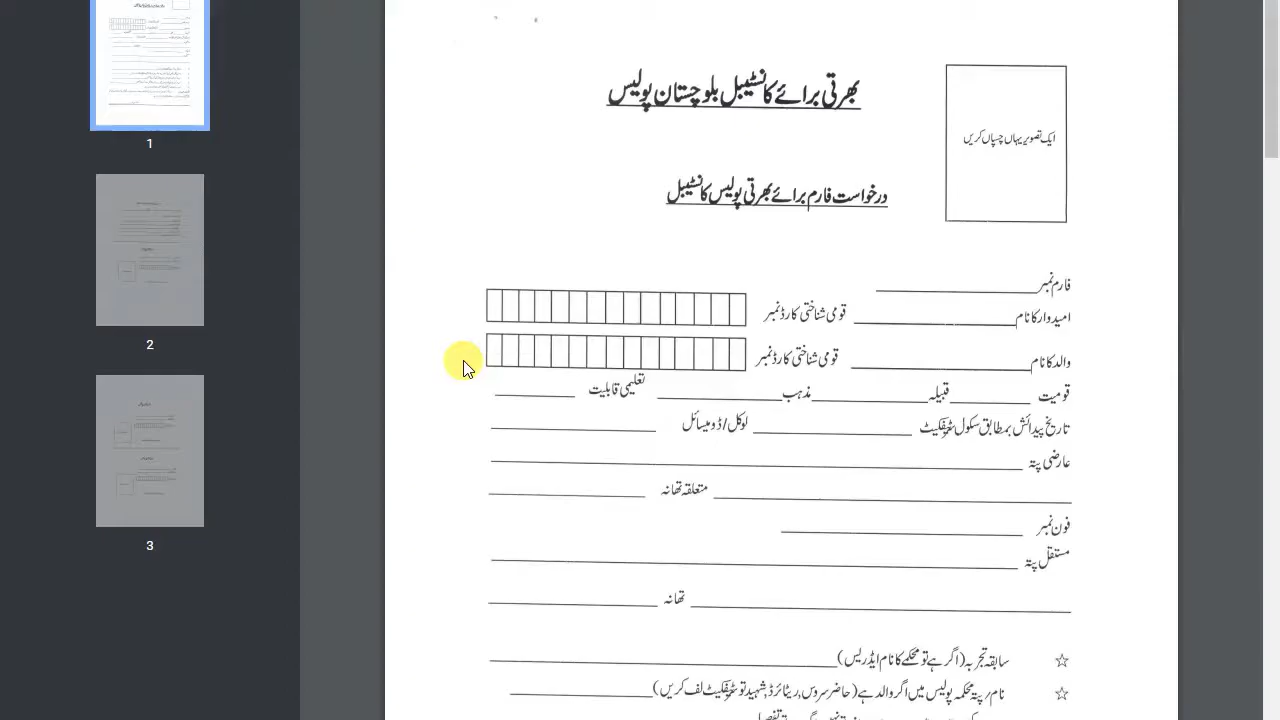 بھرتی برائے کانسٹیبل بلوچستان پولیس
ایک تصویر یہاں چسپاں کریں
درخواست فارم برائے بھرتی پولیس کانسٹیبل
فارم نمبر
امیدوار کا نام قومی شناختی کارڈ نمبر
والد کا نام قومی شناختی کارڈ نمبر
قومیت قبیلہ مذہب تعلیمی قابلیت
تاریخ پیدائش بمطابق سکول سرٹیفکیٹ لوکل/ڈومیسائل
عارضی پتہ
متعلقہ تھانہ
فون نمبر
مستقل پتہ
تھانہ
☆ سابقہ تجربہ (اگر ہے تو محکمے کا نام ایڈریس)
☆ نام/پتہ محکمہ پولیس میں اگر والد ہے (حاضر سروس، ریٹائرڈ، شہید تو سرٹیفکیٹ لف کریں)
1
2
3